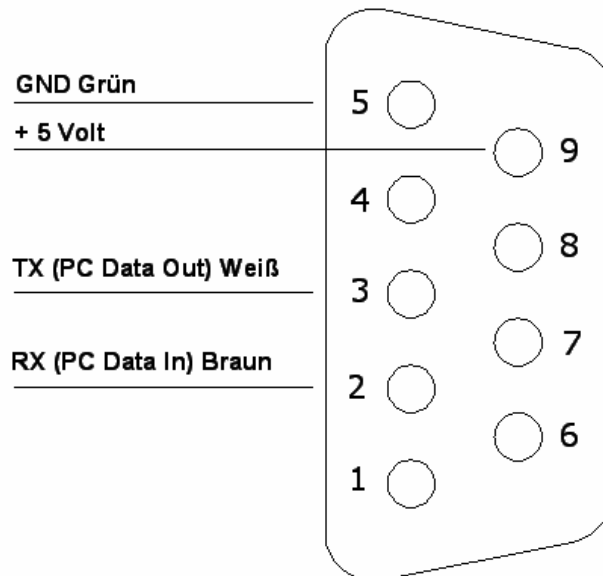 GND Grün
5
+ 5 Volt
9
4
8
TX (PC Data Out) Weiß
3
7
RX (PC Data In) Braun
2
6
1